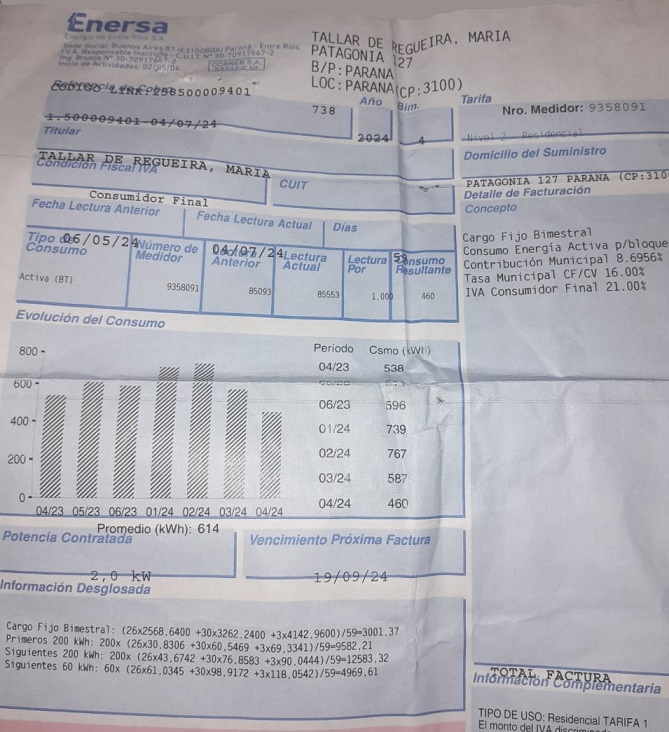 Enersa
Energía de Entre Ríos S.A.
TALLAR DE REGUEIRA, MARIA
PATAGONIA 127
B/P: PARANA
LOC: PARANA(CP:3100)
CODIGO LINK 258500009401
1.500009401-04/07/24
738
Año
2024
Bim.
4
Tarifa
Nro. Medidor: 9358091
Nivel 2 - Residencial
Titular
TALLAR DE REGUEIRA, MARIA
Domicilio del Suministro
PATAGONIA 127 PARANA (CP:310
Condición Fiscal IVA
Consumidor Final
CUIT
Detalle de Facturación
Concepto
Cargo Fijo Bimestral
Consumo Energía Activa p/bloque
Contribución Municipal 8.6956%
Tasa Municipal CF/CV 16.00%
IVA Consumidor Final 21.00%
Fecha Lectura Anterior
Fecha Lectura Actual
Días
06/05/24
04/07/24
59
Tipo de Consumo
Número de Medidor
Anterior
Lectura Actual
Lectura Por
Consumo Resultante
Activa (BT)
9358091
85093
85553
1.000
460
Evolución del Consumo
800
600
400
200
0
04/23 05/23 06/23 01/24 02/24 03/24 04/24
Promedio (kWh): 614
Período Csmo (kWh)
04/23 538
06/23 596
01/24 739
02/24 767
03/24 587
04/24 460
Potencia Contratada
2,0 kW
Vencimiento Próxima Factura
19/09/24
Información Desglosada
Cargo Fijo Bimestral: (26x2568,6400 +30x3262.2400 +3x4142,9600)/59=3001.37
Primeros 200 kWh: 200x (26x30,8306 +30x60.5469 +3x69,3341)/59=9582,21
Siguientes 200 kWh: 200x (26x43,6742 +30x76,8583 +3x90,0444)/59=12583,32
Siguientes 60 kWh: 60x (26x61,0345 +30x98,9172 +3x118,0542)/59=4969,61
TOTAL FACTURA
Información Complementaria
TIPO DE USO: Residencial TARIFA 1
El monto del IVA